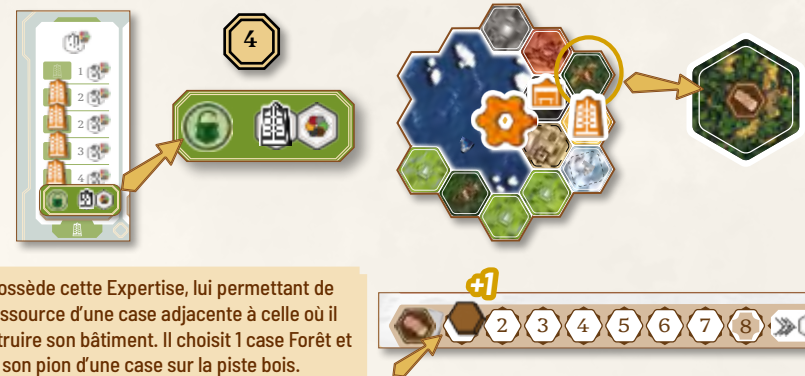 4
1
2
2
3
4
ossède cette Expertise, lui permettant de
essource d'une case adjacente à celle où il
truire son bâtiment. Il choisit 1 case Forêt et
son pion d'une case sur la piste bois.
+1
2 3 4 5 6 7 8